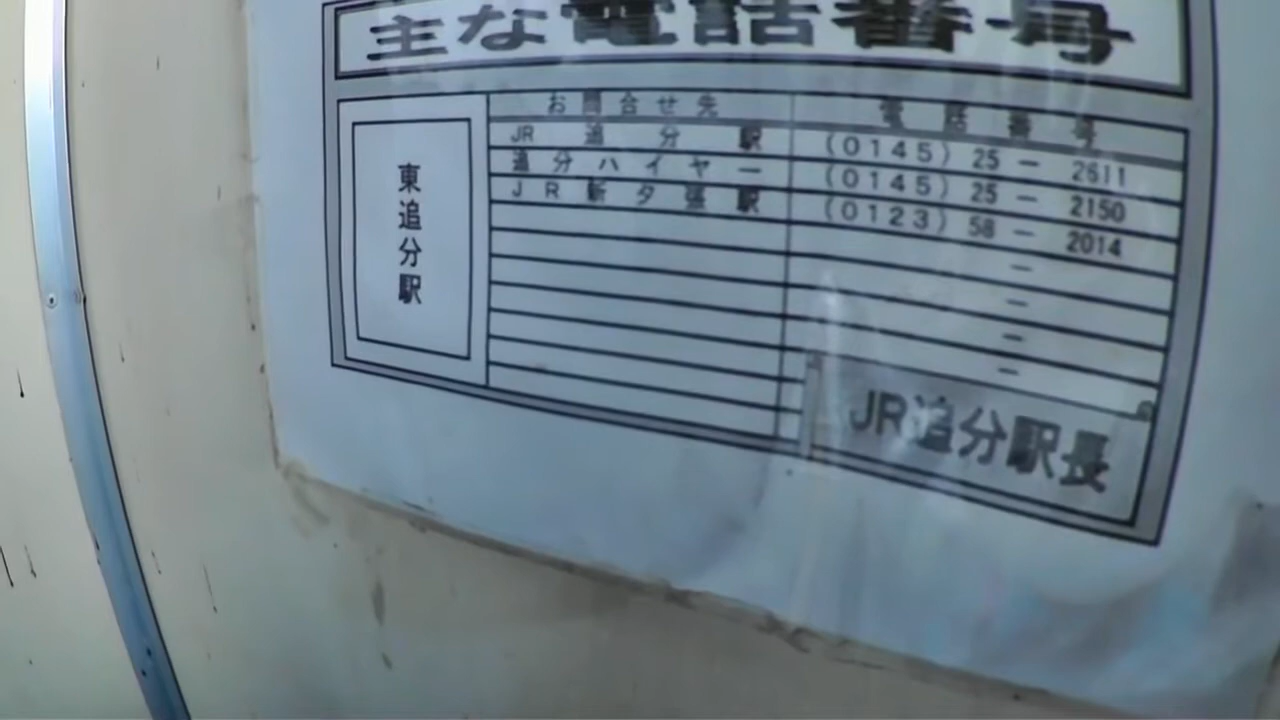 主な電話番号
東追分駅
お問合せ先 電話番号
JR追分駅 (0145) 25 － 2611
追分ハイヤー (0145) 25 － 2150
JR新夕張駅 (0123) 58 － 2014
－
－
－
－
JR追分駅長